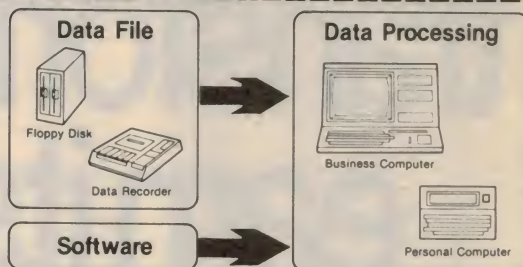 Data File
Floppy Disk
Data Recorder
Software
Data Processing
Business Computer
Personal Computer